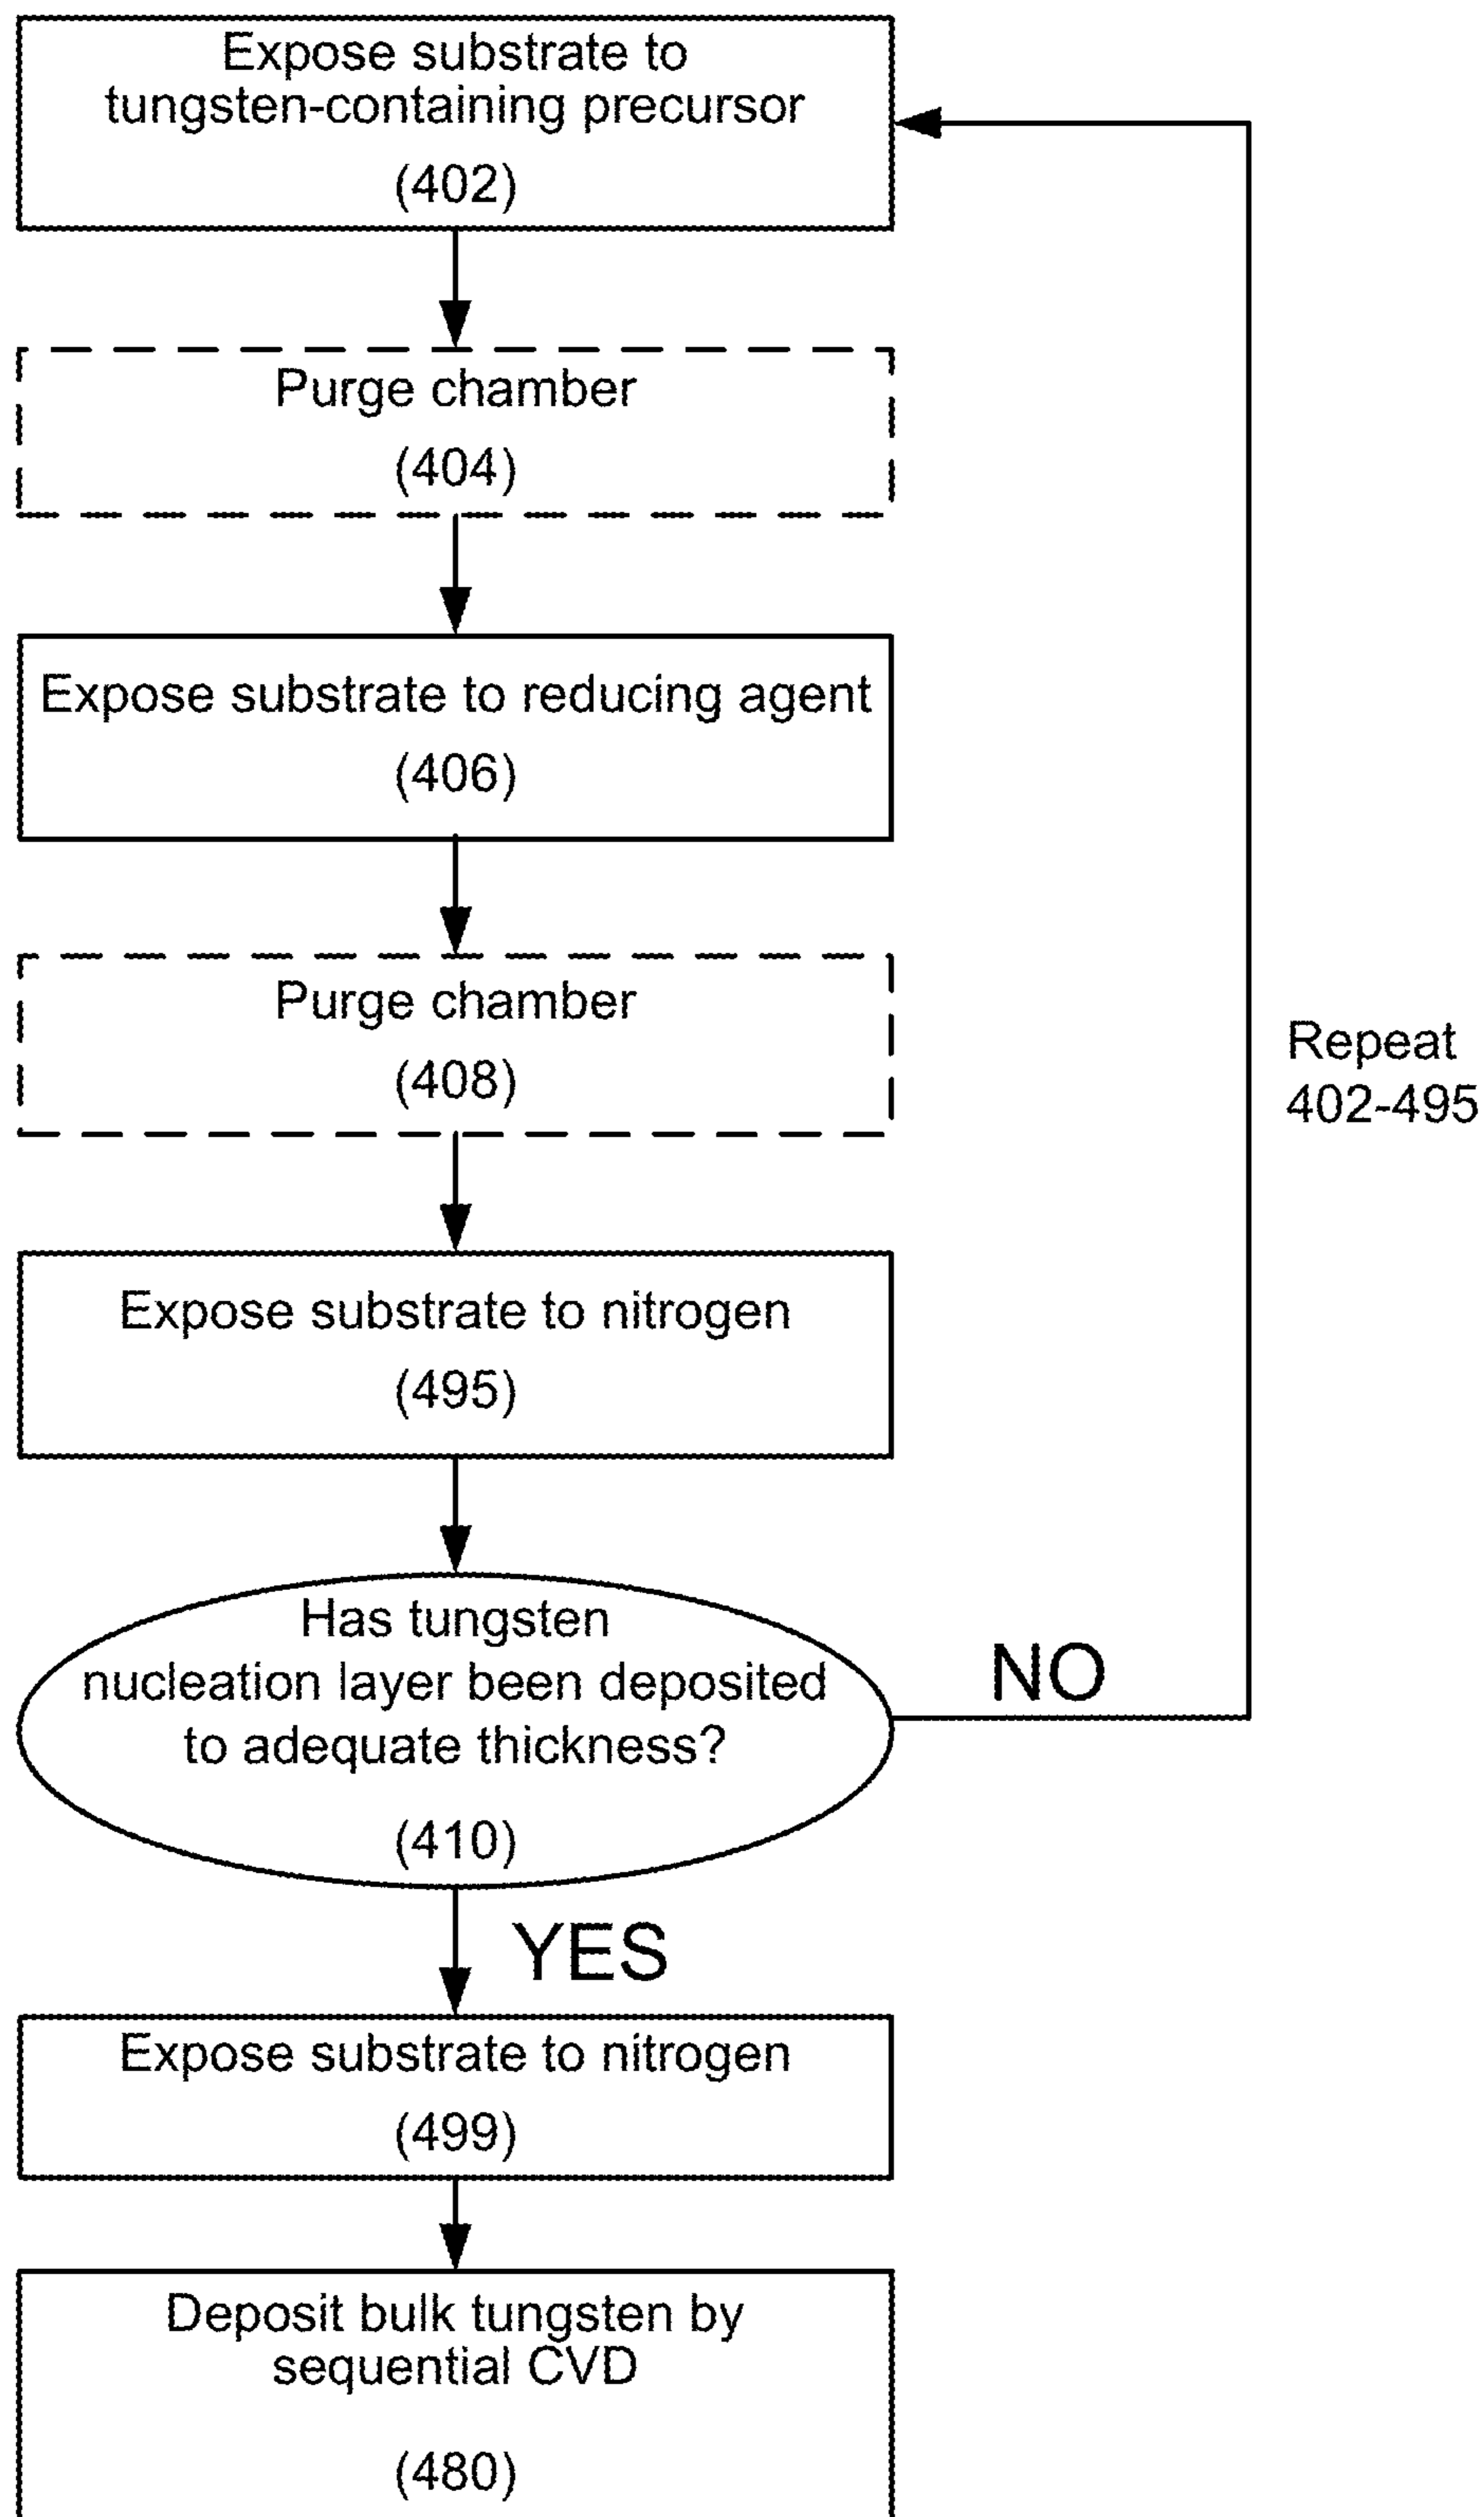 Expose substrate to
tungsten-containing precursor
(402)
Purge chamber
(404)
Expose substrate to reducing agent
(406)
Purge chamber
(408)
Repeat
402-495
Expose substrate to nitrogen
(495)
Has tungsten
nucleation layer been deposited
to adequate thickness?
(410)
NO
YES
Expose substrate to nitrogen
(499)
Deposit bulk tungsten by
sequential CVD
(480)